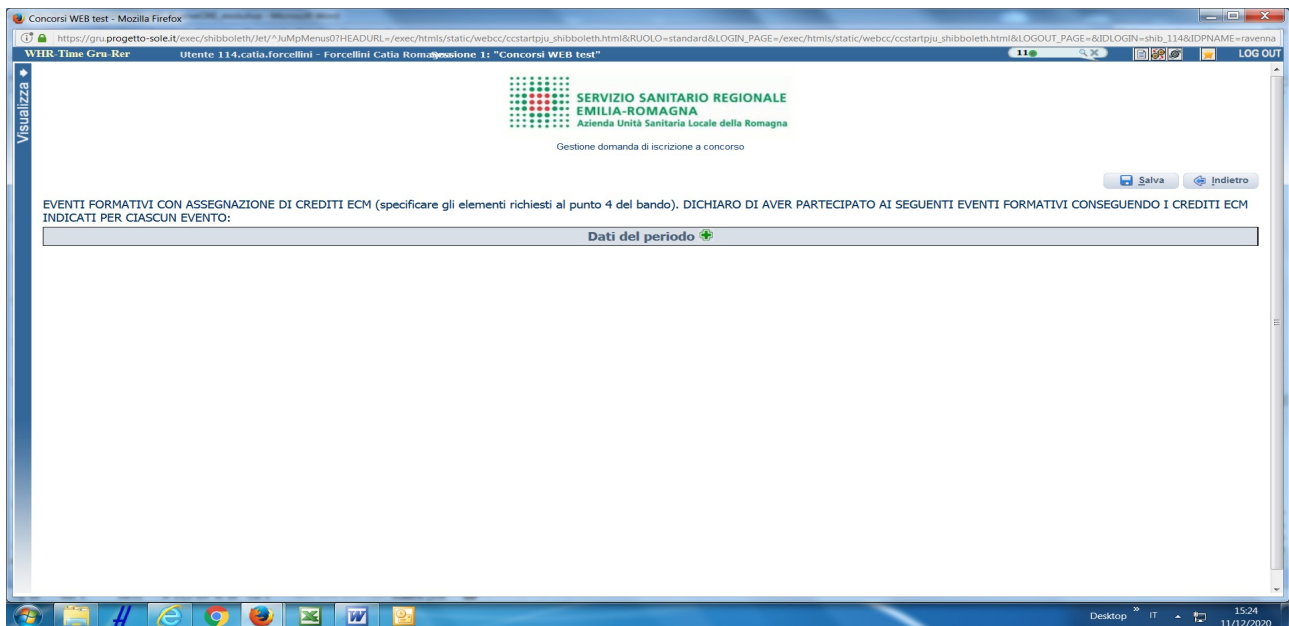 Concorsi WEB test - Mozilla Firefox
https://gru.progetto-sole.it/exec/shibboleth/Jet/^JuMpMenus0?HEADURL=/exec/htmls/static/webcc/ccstartpju_shibboleth.html&RUOLO=standard&LOGIN_PAGE=/exec/htmls/static/webcc/ccstartpju_shibboleth.html&LOGOUT_PAGE=&IDLOGIN=shib_114&IDPNAME=ravenna
WHR-Time Gru-Rer Utente 114.catia.forcellini - Forcellini Catia 1: "Concorsi WEB test" 11 LOG OUT
Visualizza
SERVIZIO SANITARIO REGIONALE
EMILIA-ROMAGNA
Azienda Unità Sanitaria Locale della Romagna
Gestione domanda di iscrizione a concorso
Salva Indietro
EVENTI FORMATIVI CON ASSEGNAZIONE DI CREDITI ECM (specificare gli elementi richiesti al punto 4 del bando). DICHIARO DI AVER PARTECIPATO AI SEGUENTI EVENTI FORMATIVI CONSEGUENDO I CREDITI ECM
INDICATI PER CIASCUN EVENTO:
Dati del periodo
Desktop » IT 15:24
11/12/2020